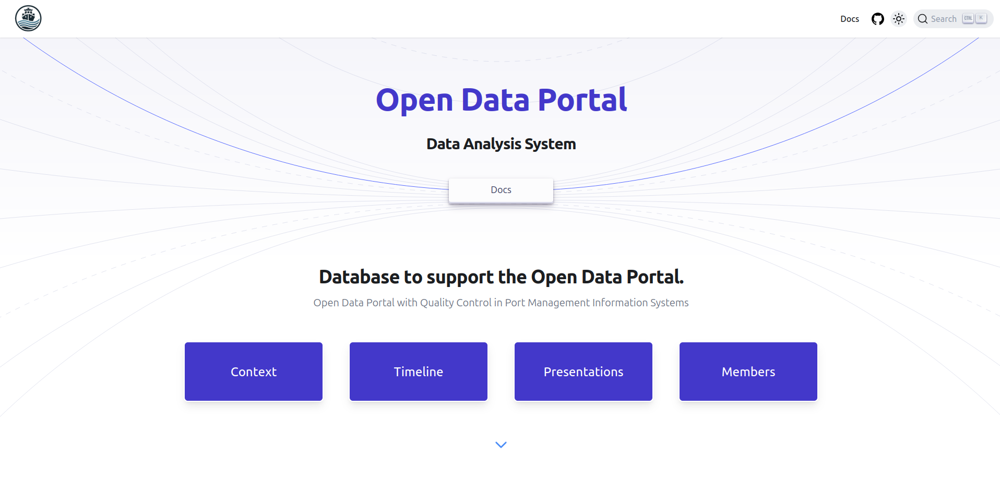 Docs
Search CTRL K
Open Data Portal
Data Analysis System
Docs
Database to support the Open Data Portal.
Open Data Portal with Quality Control in Port Management Information Systems
Context
Timeline
Presentations
Members